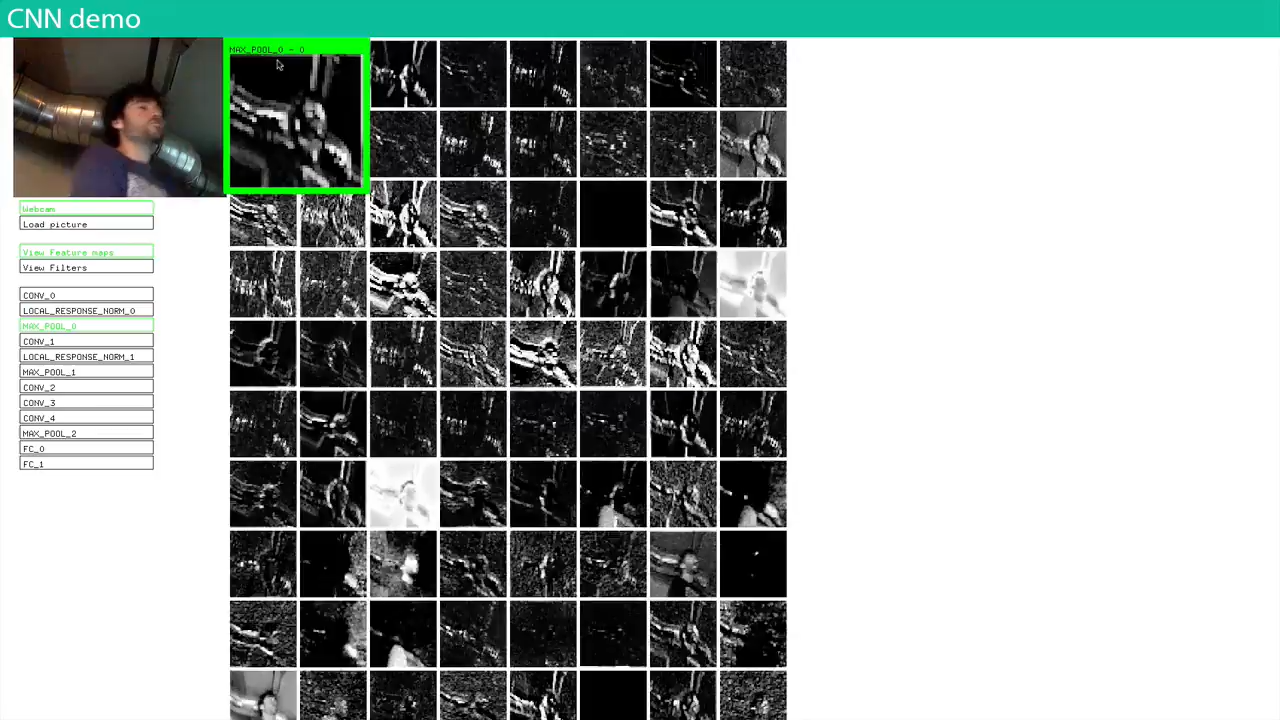 CNN demo
MAX_POOL_0 - 0
Webcam
Load picture
View Feature maps
View Filters
CONV_0
LOCAL_RESPONSE_NORM_0
MAX_POOL_0
CONV_1
LOCAL_RESPONSE_NORM_1
MAX_POOL_1
CONV_2
CONV_3
CONV_4
MAX_POOL_2
FC_0
FC_1